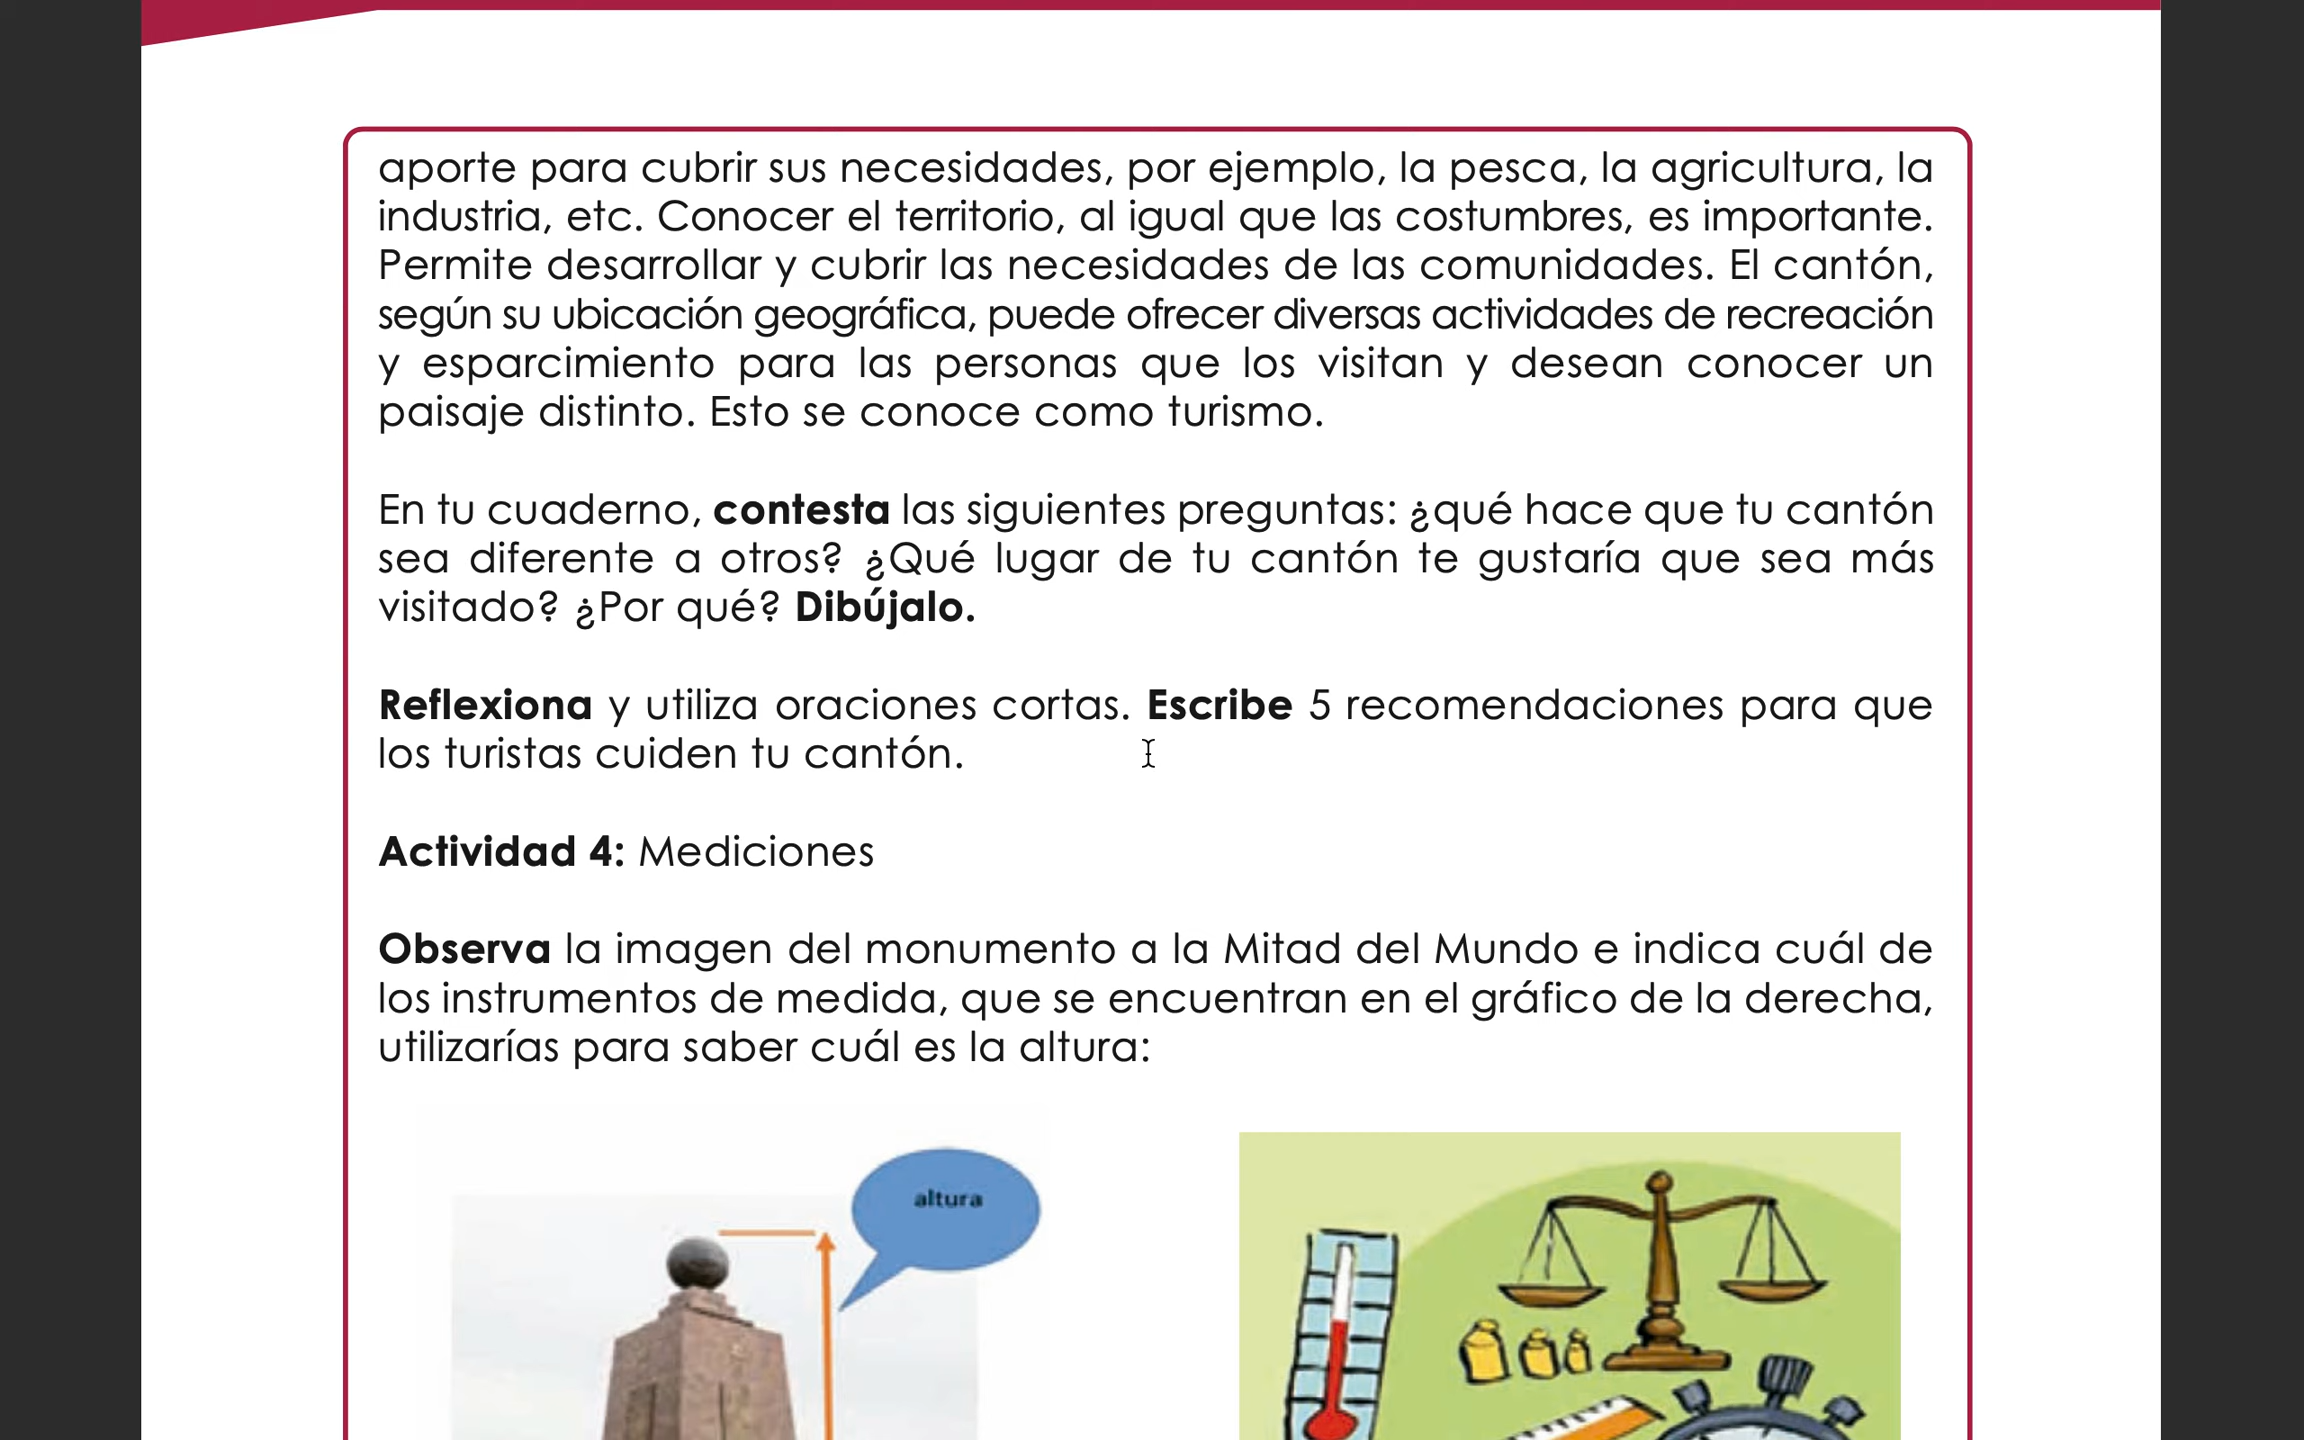 aporte para cubrir sus necesidades, por ejemplo, la pesca, la agricultura, la
industria, etc. Conocer el territorio, al igual que las costumbres, es importante.
Permite desarrollar y cubrir las necesidades de las comunidades. El cantón,
según su ubicación geográfica, puede ofrecer diversas actividades de recreación
y esparcimiento para las personas que los visitan y desean conocer un
paisaje distinto. Esto se conoce como turismo.
En tu cuaderno, contesta las siguientes preguntas: ¿qué hace que tu cantón
sea diferente a otros? ¿Qué lugar de tu cantón te gustaría que sea más
visitado? ¿Por qué? Dibújalo.
Reflexiona y utiliza oraciones cortas. Escribe 5 recomendaciones para que
los turistas cuiden tu cantón.
Actividad 4: Mediciones
Observa la imagen del monumento a la Mitad del Mundo e indica cuál de
los instrumentos de medida, que se encuentran en el gráfico de la derecha,
utilizarías para saber cuál es la altura:
altura